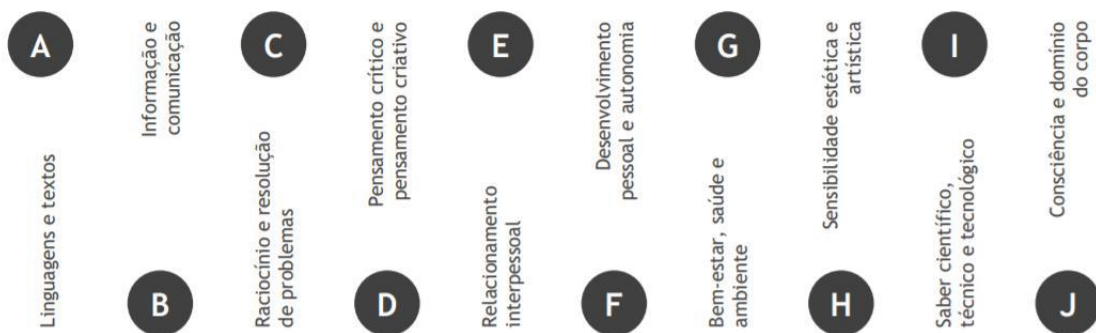 A
Linguagens e textos
Informação e
comunicação
B
C
Raciocínio e resolução
de problemas
Pensamento crítico e
pensamento criativo
D
E
Relacionamento
interpessoal
Desenvolvimento
pessoal e autonomia
F
G
Bem-estar, saúde e
ambiente
Sensibilidade estética e
artística
H
I
Saber científico,
técnico e tecnológico
Consciência e domínio
do corpo
J